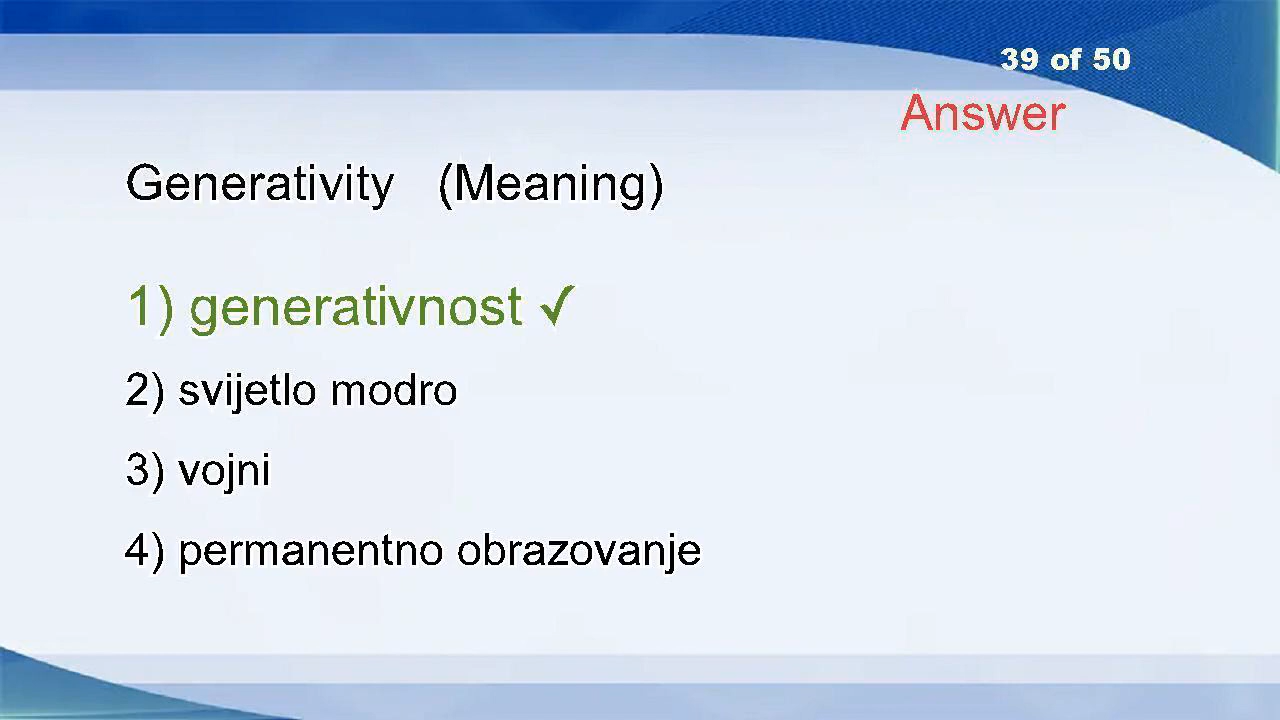 39 of 50
Answer
Generativity (Meaning)
1) generativnost ✓
2) svijetlo modro
3) vojni
4) permanentno obrazovanje